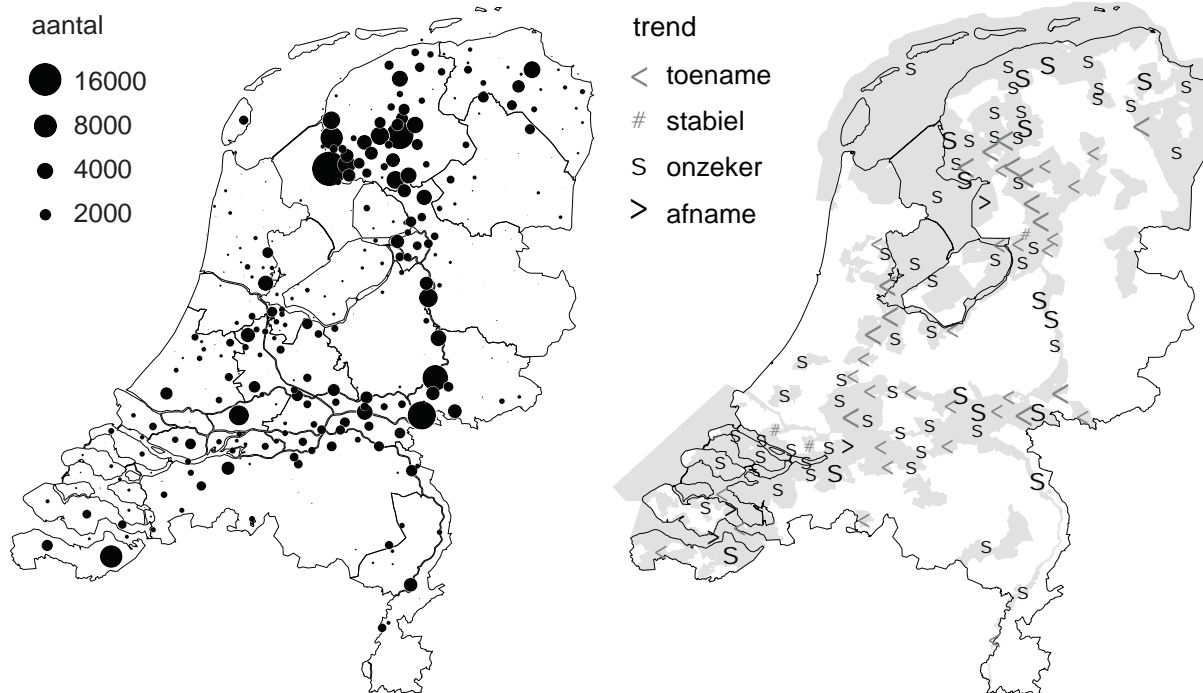 aantal
16000
8000
4000
2000
trend
< toename
# stabiel
S onzeker
> afname